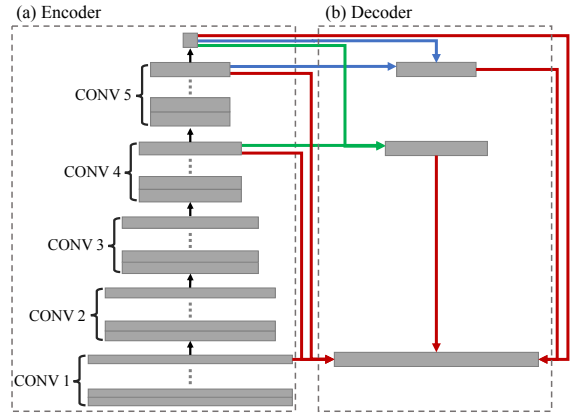 (a) Encoder
(b) Decoder
CONV 5
CONV 4
CONV 3
CONV 2
CONV 1